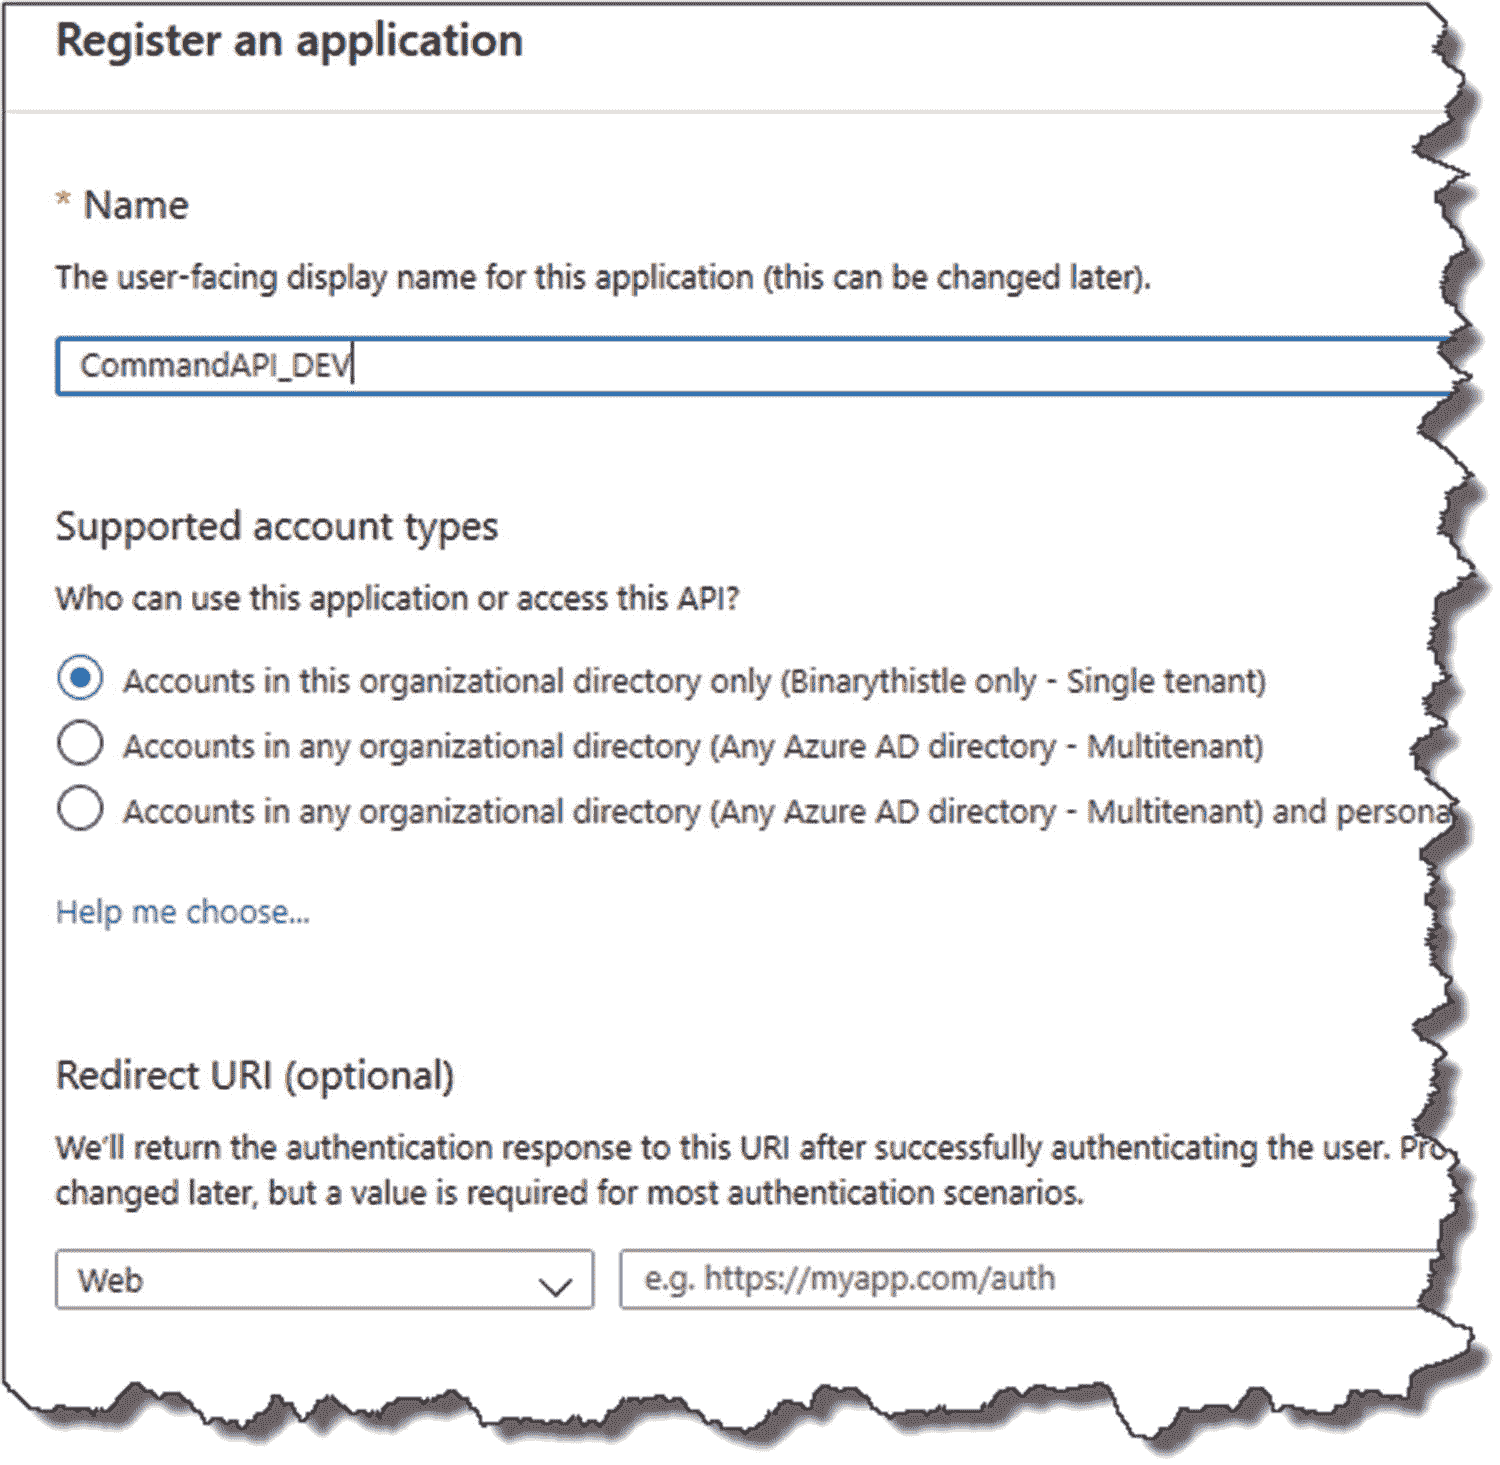 Register an application
* Name
The user-facing display name for this application (this can be changed later).
CommandAPI_DEV
Supported account types
Who can use this application or access this API?
Accounts in this organizational directory only (Binarythistle only - Single tenant)
Accounts in any organizational directory (Any Azure AD directory - Multitenant)
Accounts in any organizational directory (Any Azure AD directory - Multitenant) and
Help me choose...
Redirect URI (optional)
We'll return the authentication response to this URI after successfully authenticating the user.
changed later, but a value is required for most authentication scenarios.
Web
e.g. https://myapp.com/auth